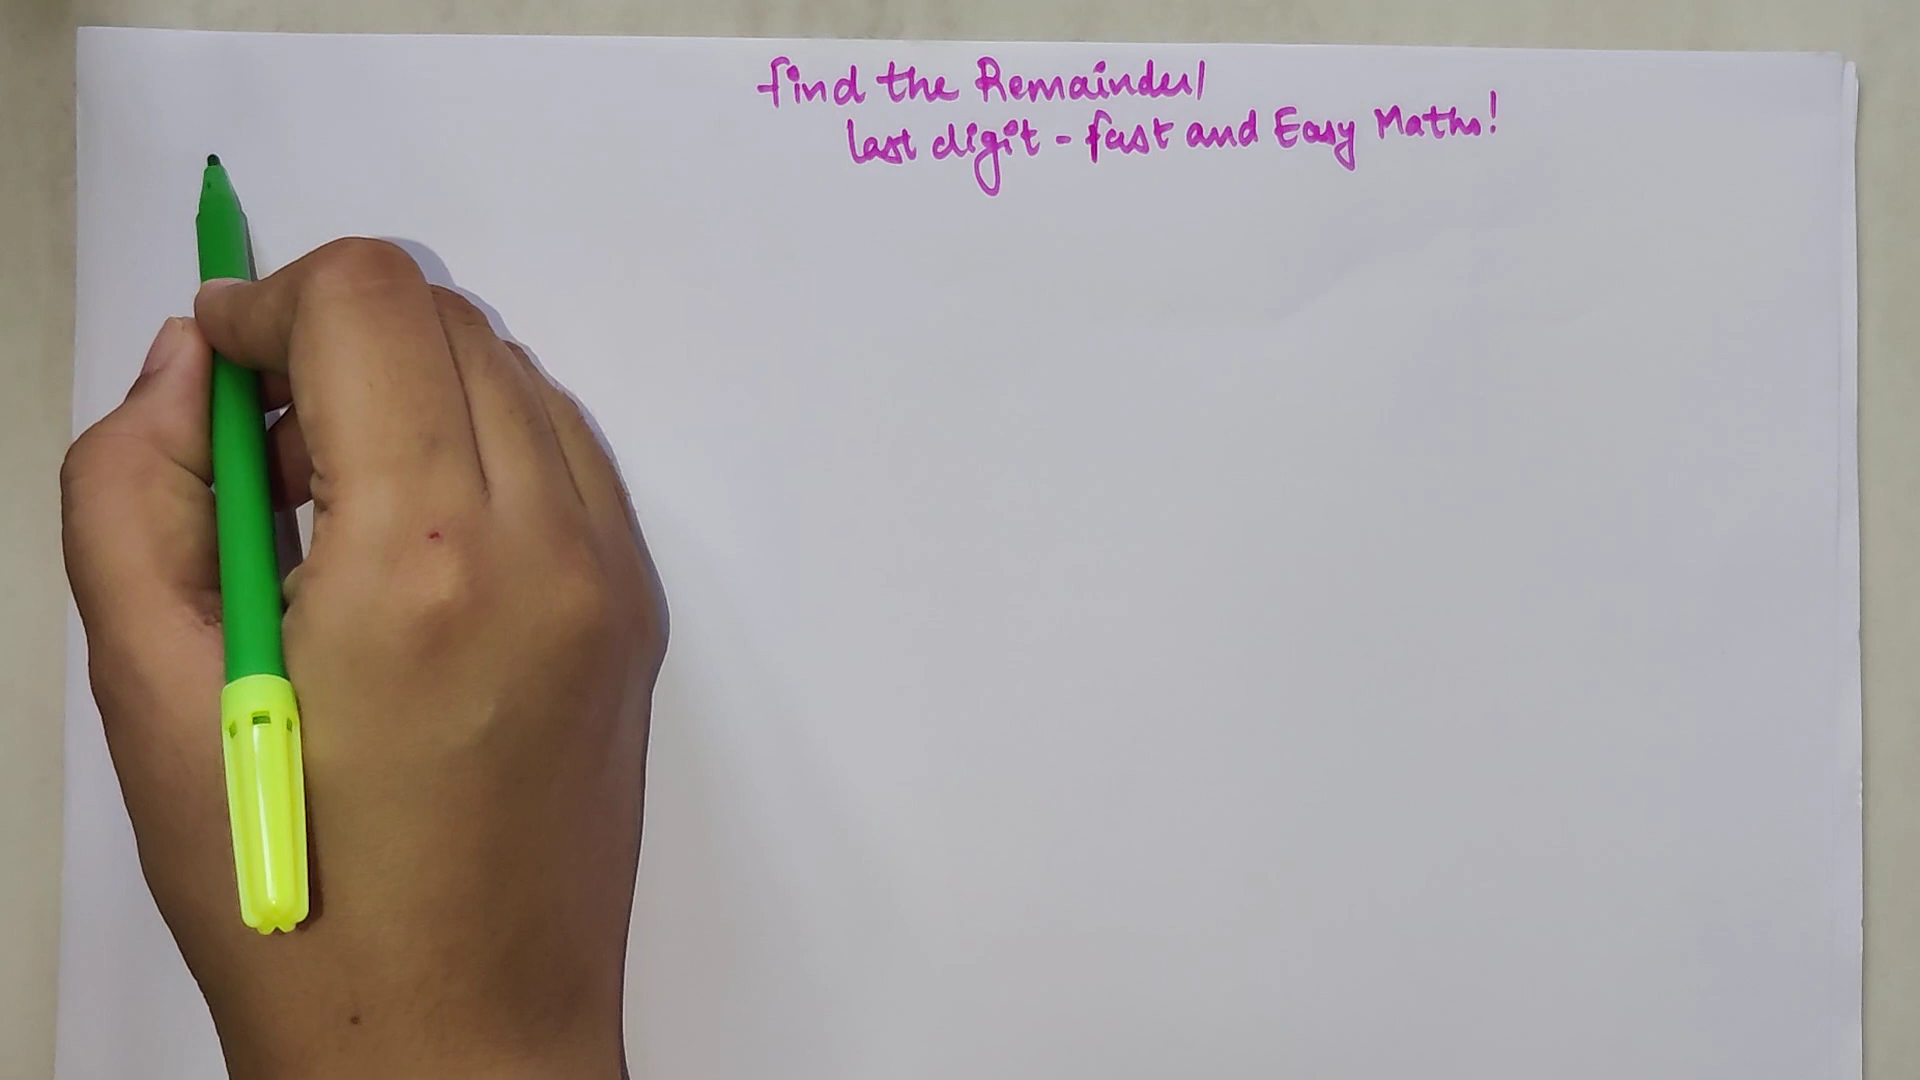 find the Remainder/
last digit - fast and Easy Maths!